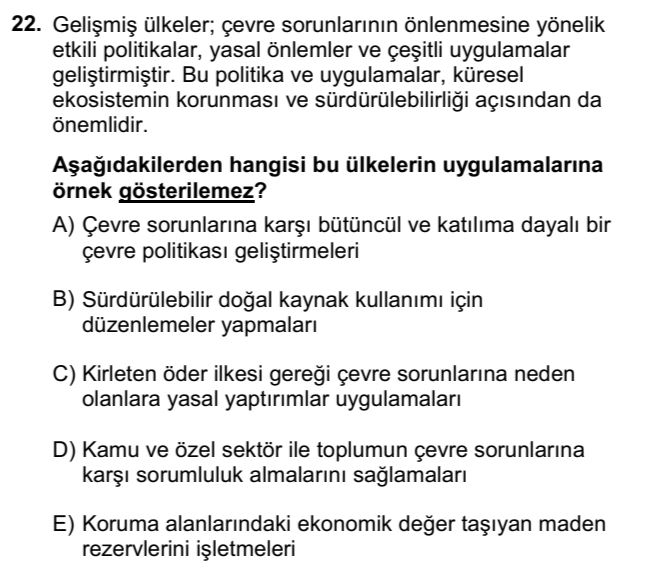 22. Gelişmiş ülkeler; çevre sorunlarının önlenmesine yönelik
etkili politikalar, yasal önlemler ve çeşitli uygulamalar
geliştirmiştir. Bu politika ve uygulamalar, küresel
ekosistemin korunması ve sürdürülebilirliği açısından da
önemlidir.
Aşağıdakilerden hangisi bu ülkelerin uygulamalarına
örnek gösterilemez?
A) Çevre sorunlarına karşı bütüncül ve katılıma dayalı bir
çevre politikası geliştirmeleri
B) Sürdürülebilir doğal kaynak kullanımı için
düzenlemeler yapmaları
C) Kirleten öder ilkesi gereği çevre sorunlarına neden
olanlara yasal yaptırımlar uygulamaları
D) Kamu ve özel sektör ile toplumun çevre sorunlarına
karşı sorumluluk almalarını sağlamaları
E) Koruma alanlarındaki ekonomik değer taşıyan maden
rezervlerini işletmeleri